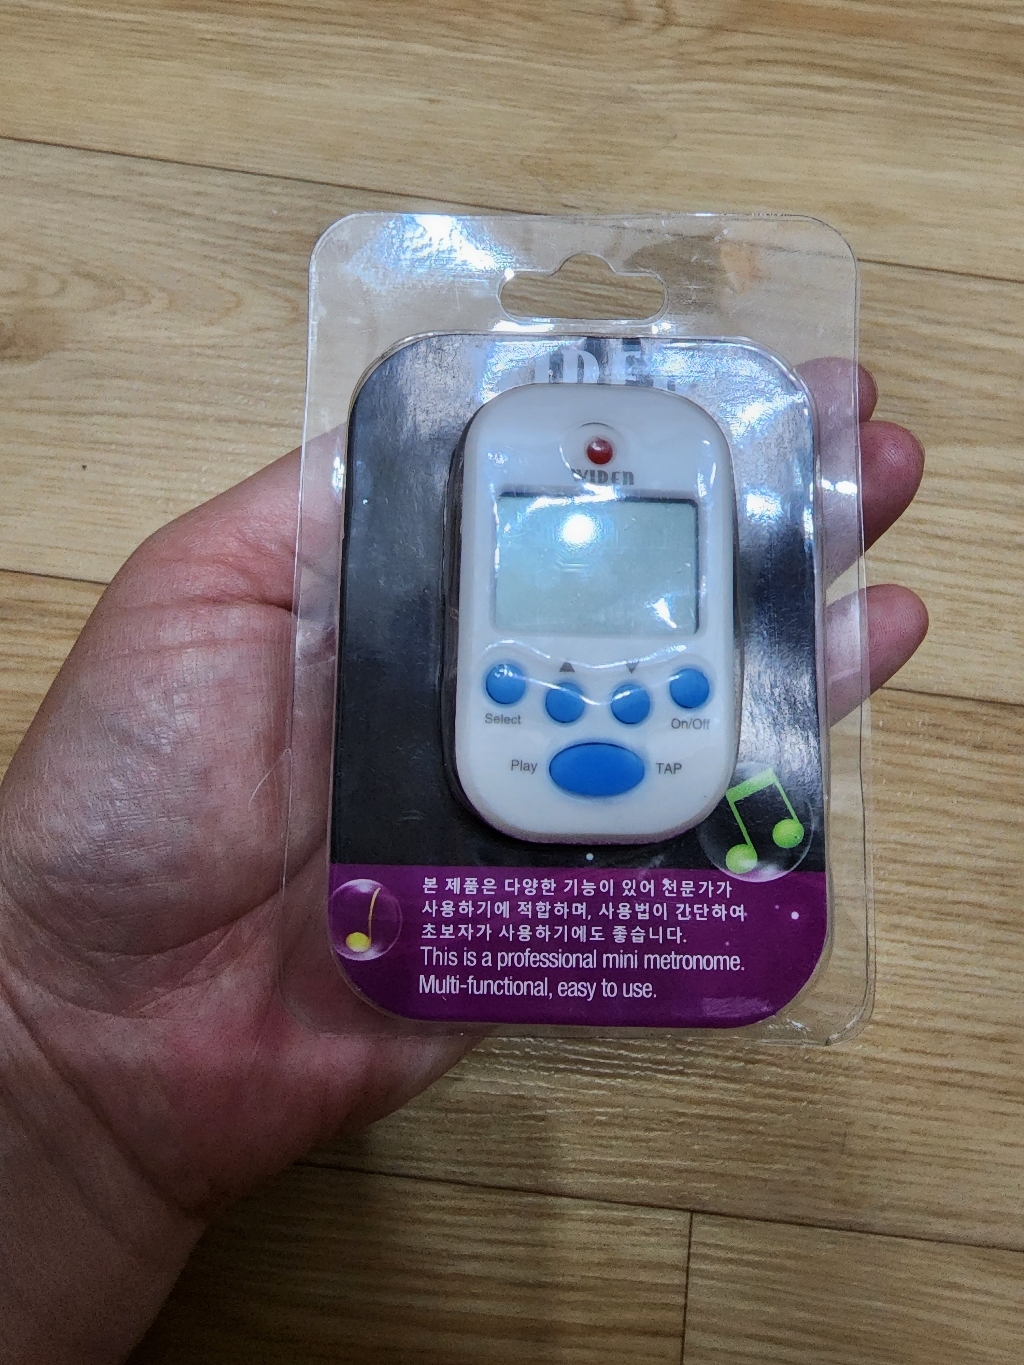 Select
On/Off
Play
TAP
본 제품은 다양한 기능이 있어 전문가가
사용하기에 적합하며, 사용법이 간단하여
초보자가 사용하기에도 좋습니다.
This is a professional mini metronome.
Multi-functional, easy to use.